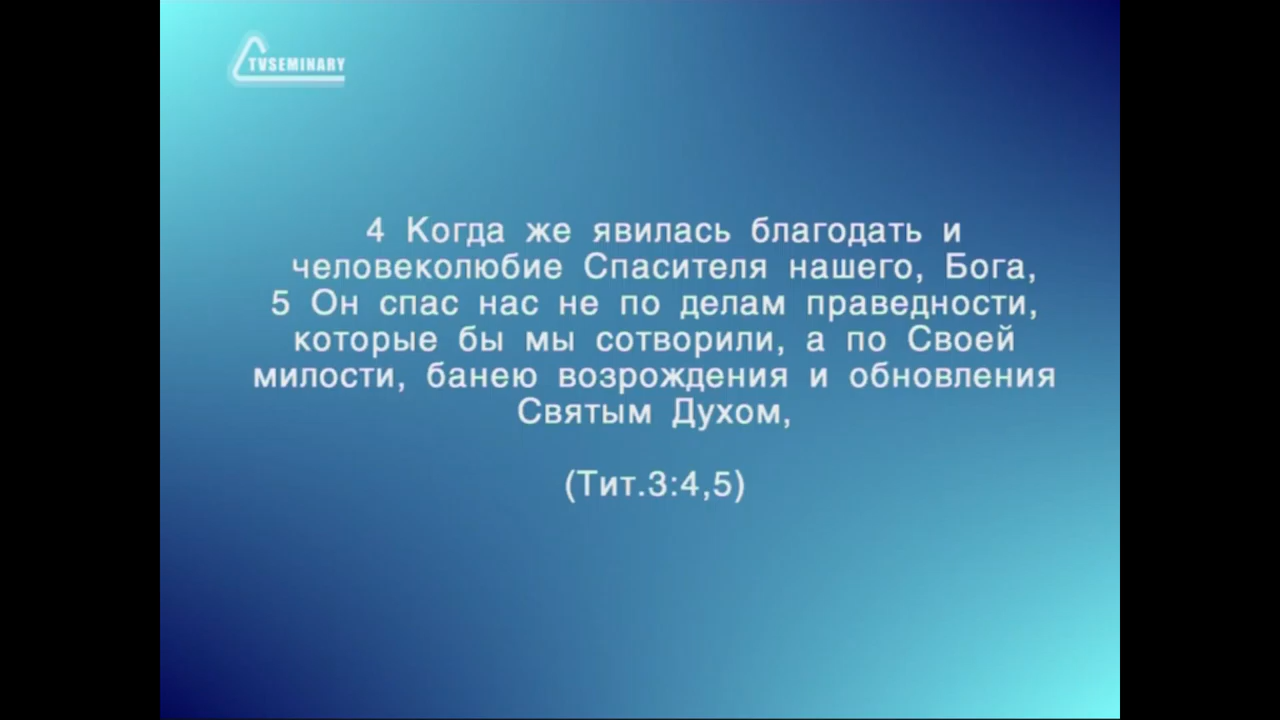 TVSEMINARY
4 Когда же явилась благодать и
человеколюбие Спасителя нашего, Бога,
5 Он спас нас не по делам праведности,
которые бы мы сотворили, а по Своей
милости, банею возрождения и обновления
Святым Духом,
(Тит.3:4,5)